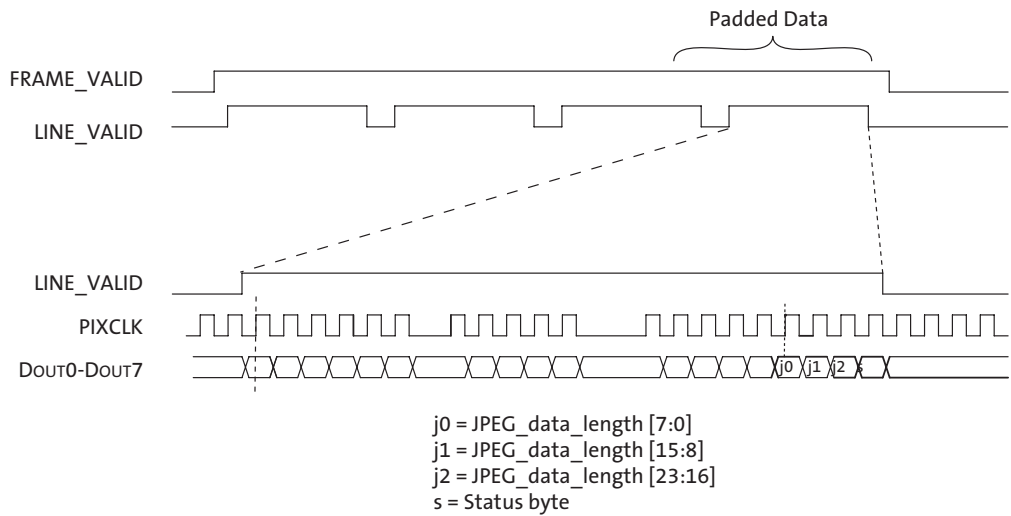 Padded Data
FRAME_VALID
LINE_VALID
LINE_VALID
PIXCLK
DOUT0-DOUT7
j0 j1 j2 s
j0 = JPEG_data_length [7:0]
j1 = JPEG_data_length [15:8]
j2 = JPEG_data_length [23:16]
s = Status byte